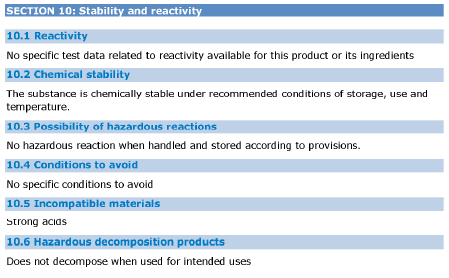 SECTION 10: Stability and reactivity
10.1 Reactivity
No specific test data related to reactivity available for this product or its ingredients
10.2 Chemical stability
The substance is chemically stable under recommended conditions of storage, use and
temperature.
10.3 Possibility of hazardous reactions
No hazardous reaction when handled and stored according to provisions.
10.4 Conditions to avoid
No specific conditions to avoid
10.5 Incompatible materials
Strong acids
10.6 Hazardous decomposition products
Does not decompose when used for intended uses